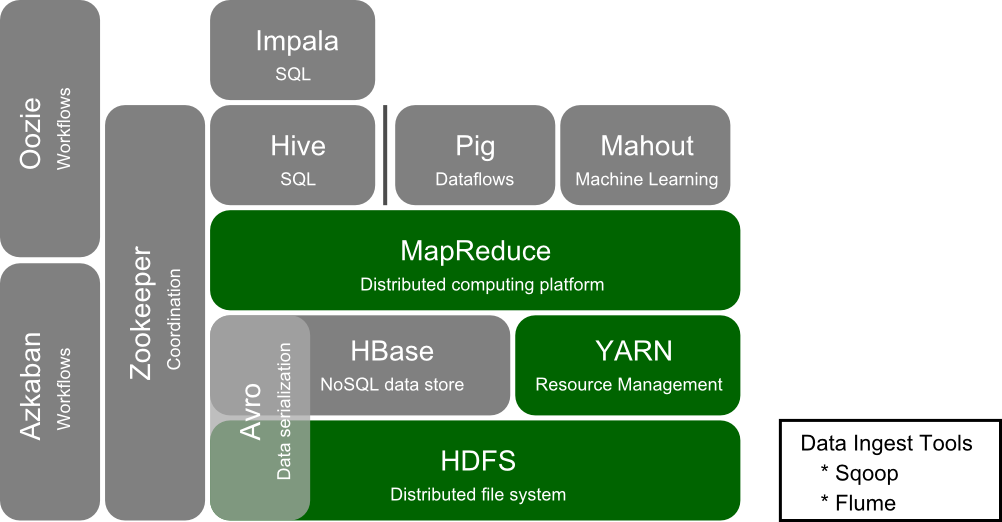 Impala
SQL
Oozie
Workflows
Hive
SQL
Pig
Dataflows
Mahout
Machine Learning
MapReduce
Distributed computing platform
Zookeeper
Coordination
Azkaban
Workflows
HBase
NoSQL data store
YARN
Resource Management
Avro
Data serialization
HDFS
Distributed file system
Data Ingest Tools
* Sqoop
* Flume